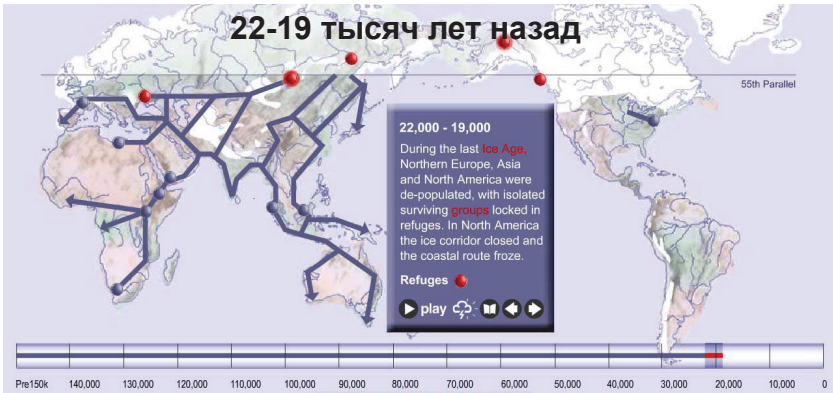 22-19 тысяч лет назад
55th Parallel
22,000 - 19,000
During the last Ice Age,
Northern Europe, Asia
and North America were
de-populated, with isolated
surviving groups locked in
refuges. In North America
the ice corridor closed and
the coastal route froze.
Refuges
play
Pre150k 140,000 130,000 120,000 110,000 100,000 90,000 80,000 70,000 60,000 50,000 40,000 30,000 20,000 10,000 0